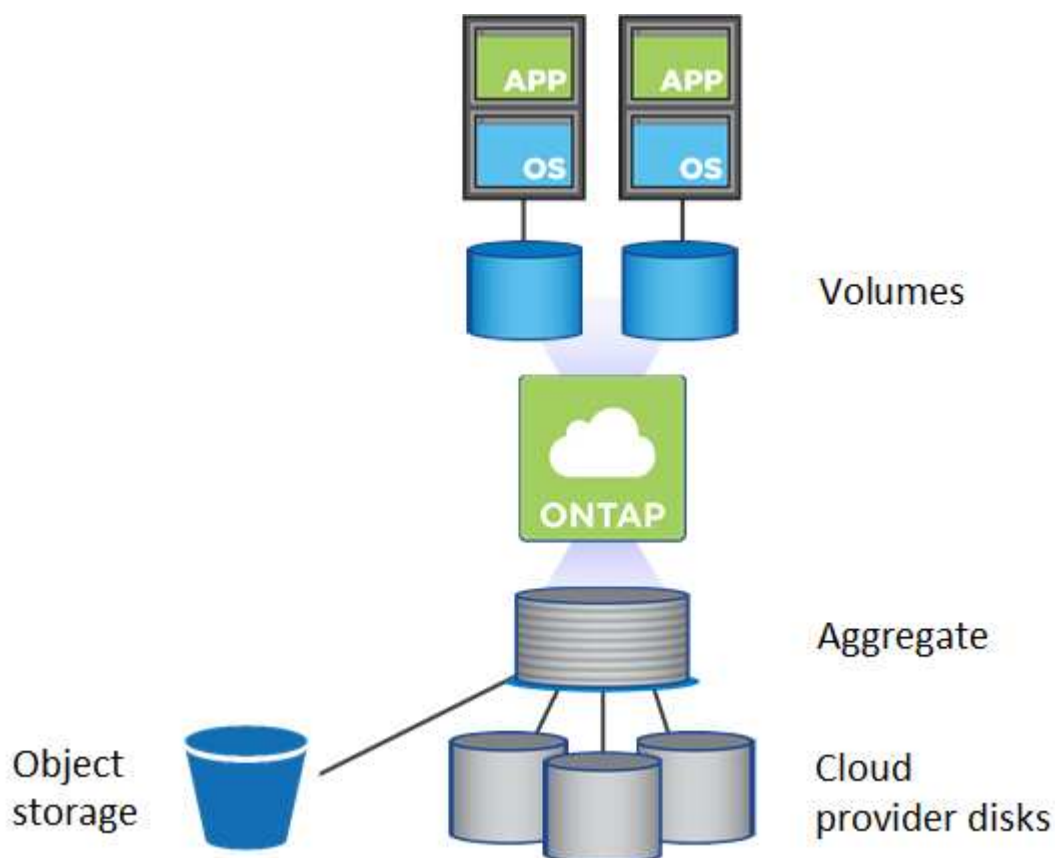 APP
APP
OS
OS
Volumes
ONTAP
Aggregate
Object
storage
Cloud
provider disks